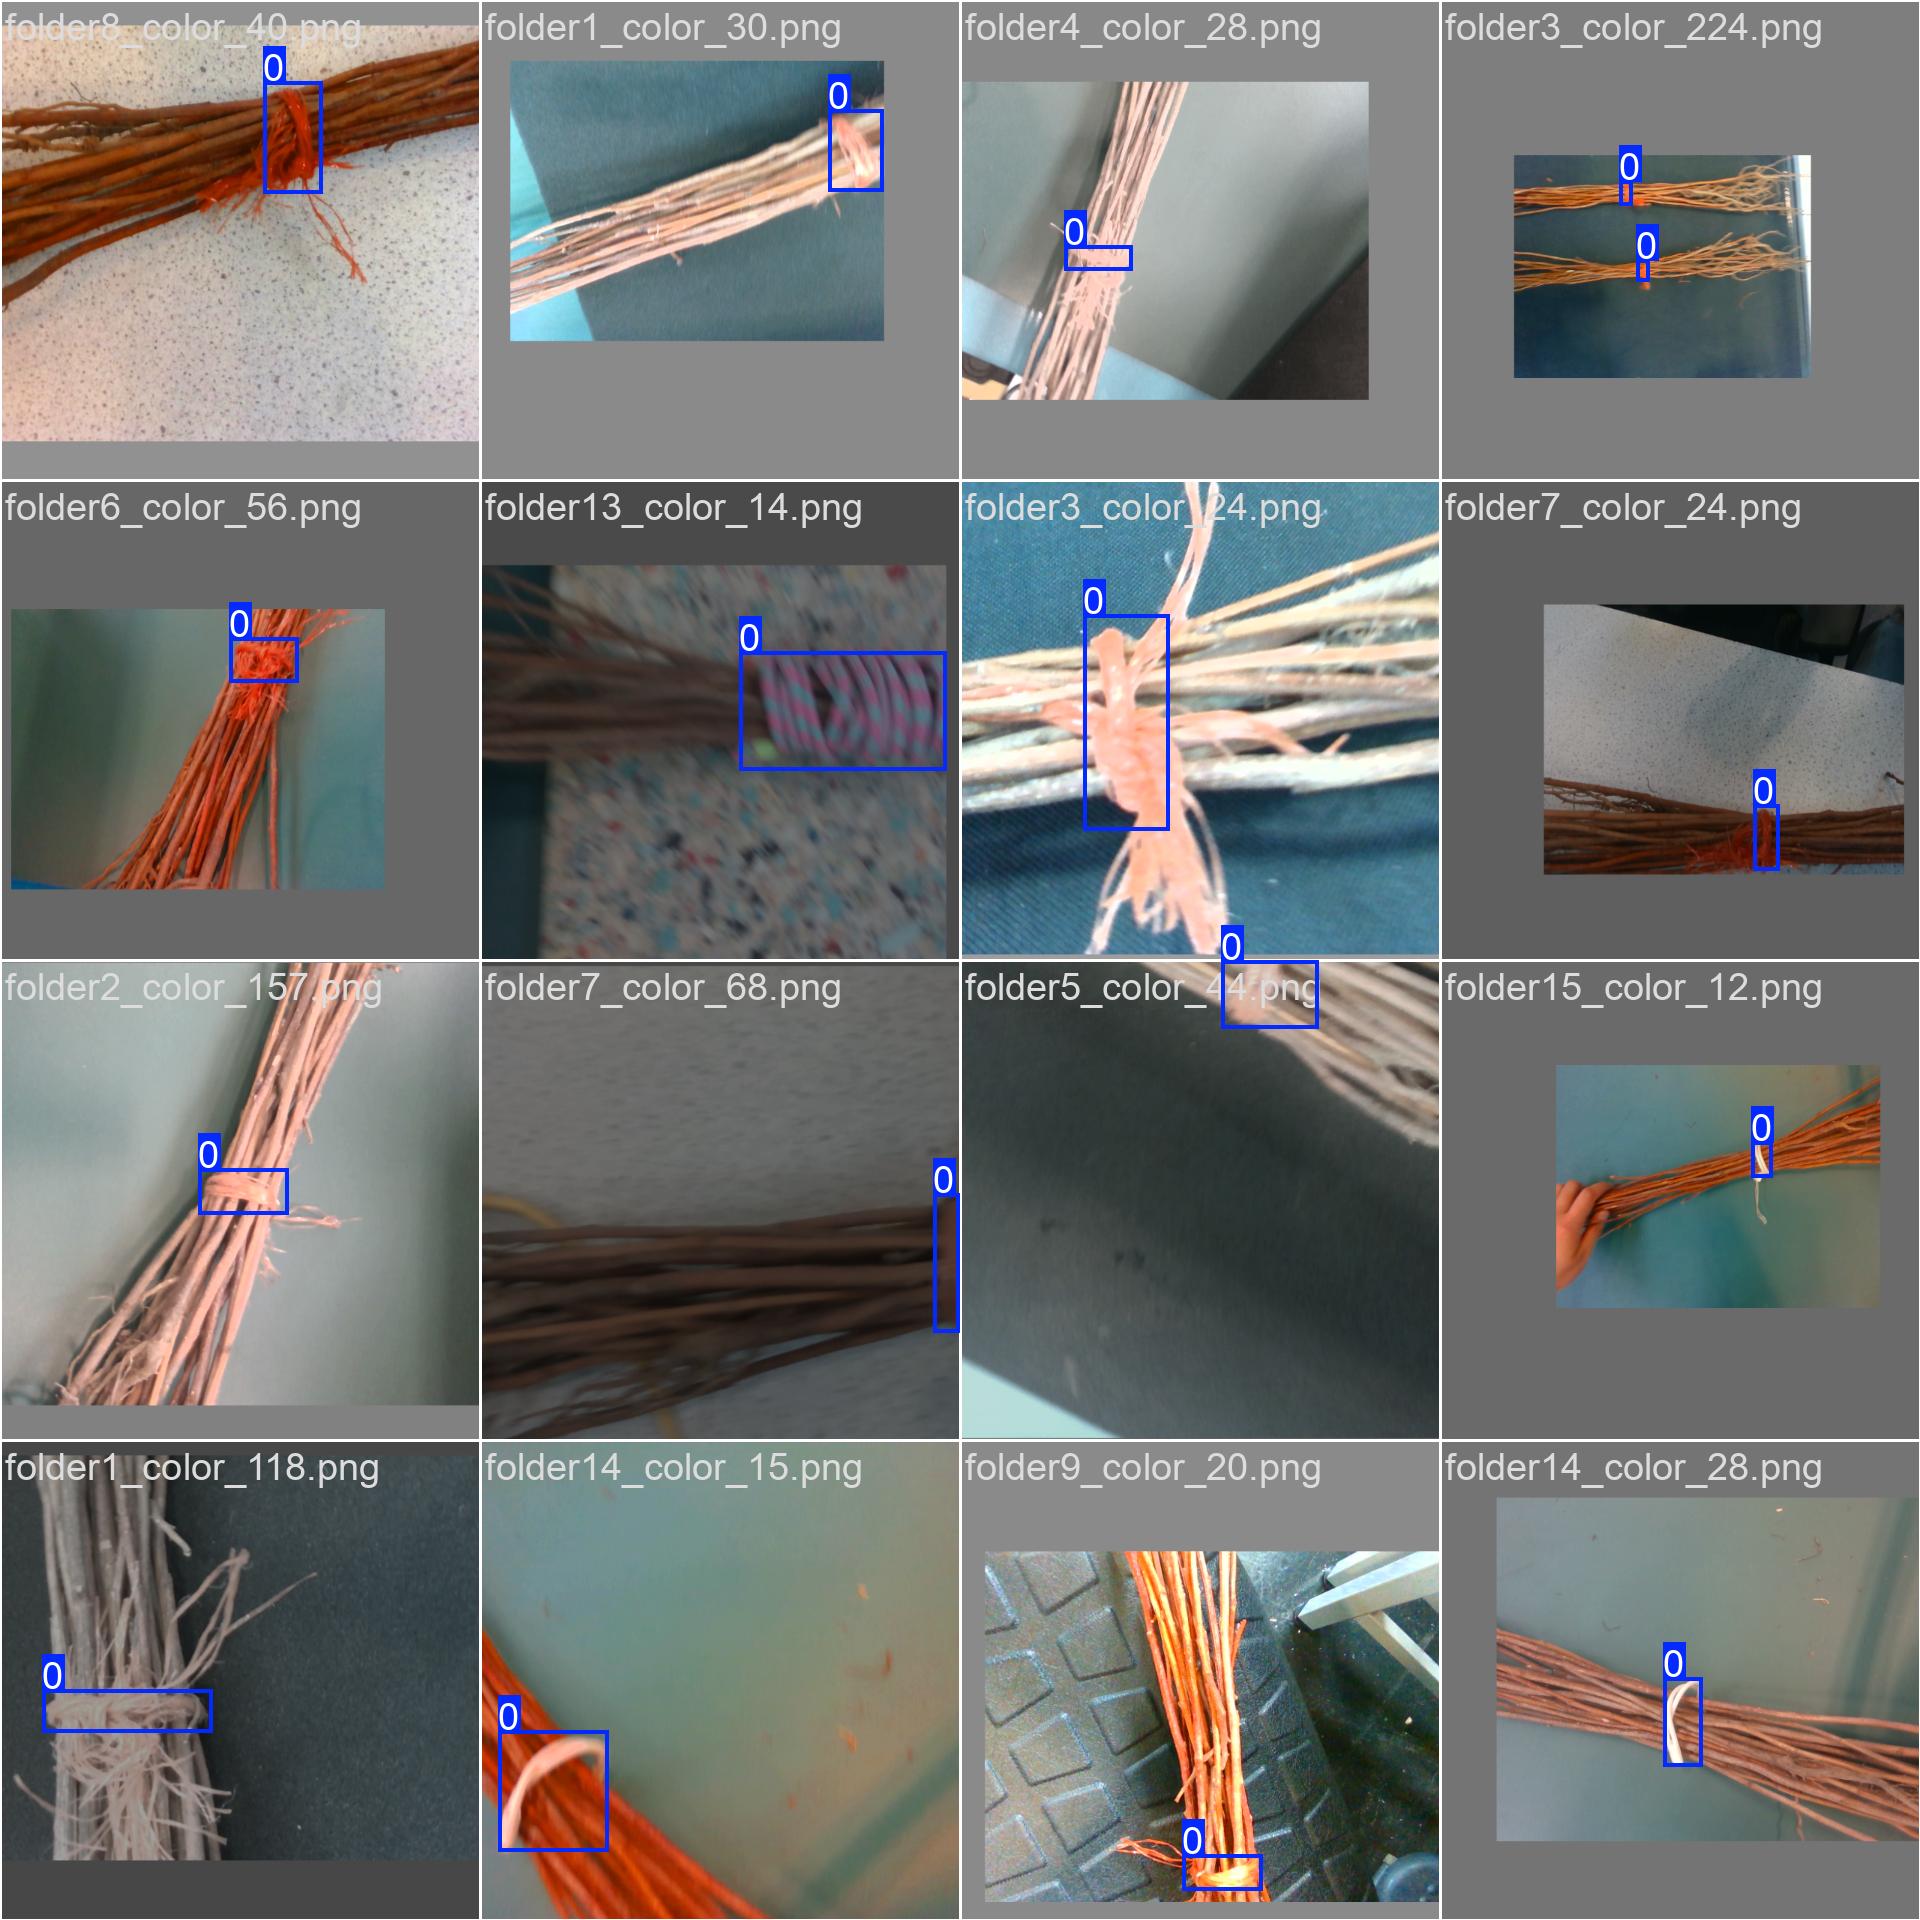 folder8_color_40.png
0
folder1_color_30.png
0
folder4_color_28.png
0
folder3_color_224.png
0
0
folder6_color_56.png
0
folder13_color_14.png
0
folder3_color_24.png
0
folder7_color_24.png
0
folder2_color_157.png
0
folder7_color_68.png
0
folder5_color_44.png
0
folder15_color_12.png
0
folder1_color_118.png
0
folder14_color_15.png
0
folder9_color_20.png
0
folder14_color_28.png
0